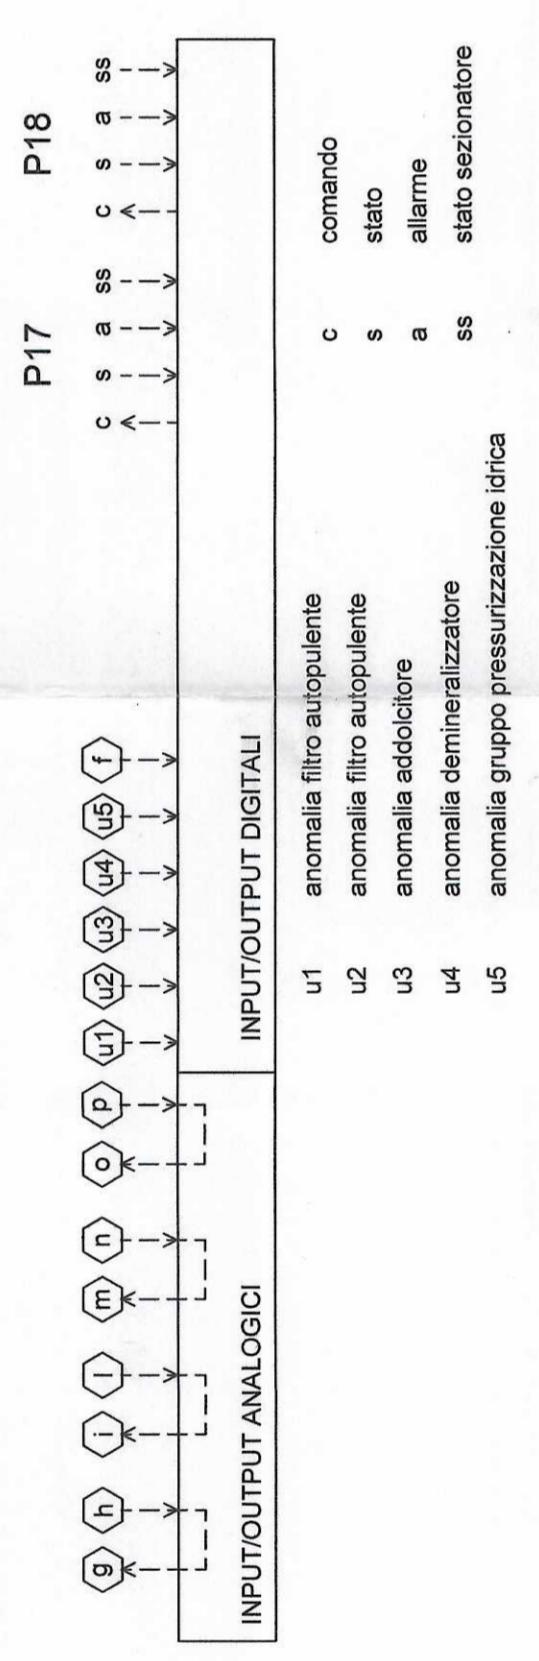 P17 P18
g h i l m n o p u1 u2 u3 u4 u5 f c s a ss c s a ss
INPUT/OUTPUT ANALOGICI INPUT/OUTPUT DIGITALI
u1 anomalia filtro autopulente c comando
u2 anomalia filtro autopulente s stato
u3 anomalia addolcitore a allarme
u4 anomalia demineralizzatore ss stato sezionatore
u5 anomalia gruppo pressurizzazione idrica